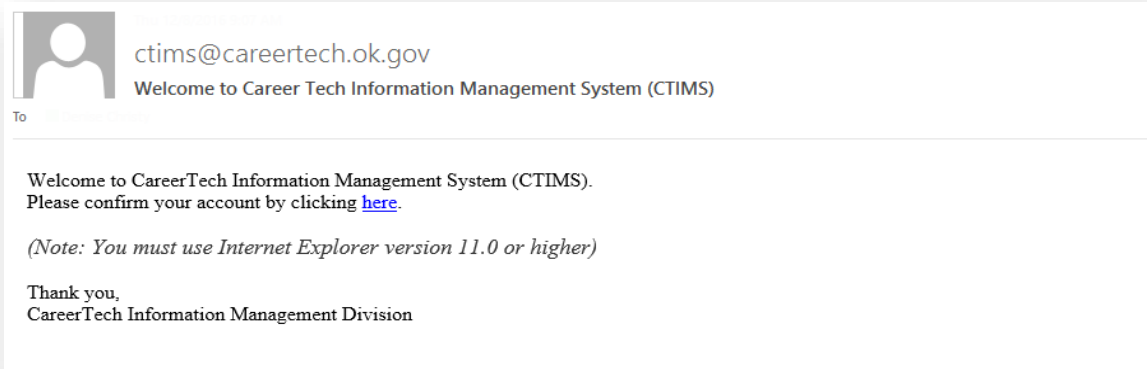 ctims@careertech.ok.gov
Welcome to Career Tech Information Management System (CTIMS)
To
Welcome to CareerTech Information Management System (CTIMS).
Please confirm your account by clicking here.
(Note: You must use Internet Explorer version 11.0 or higher)
Thank you,
CareerTech Information Management Division